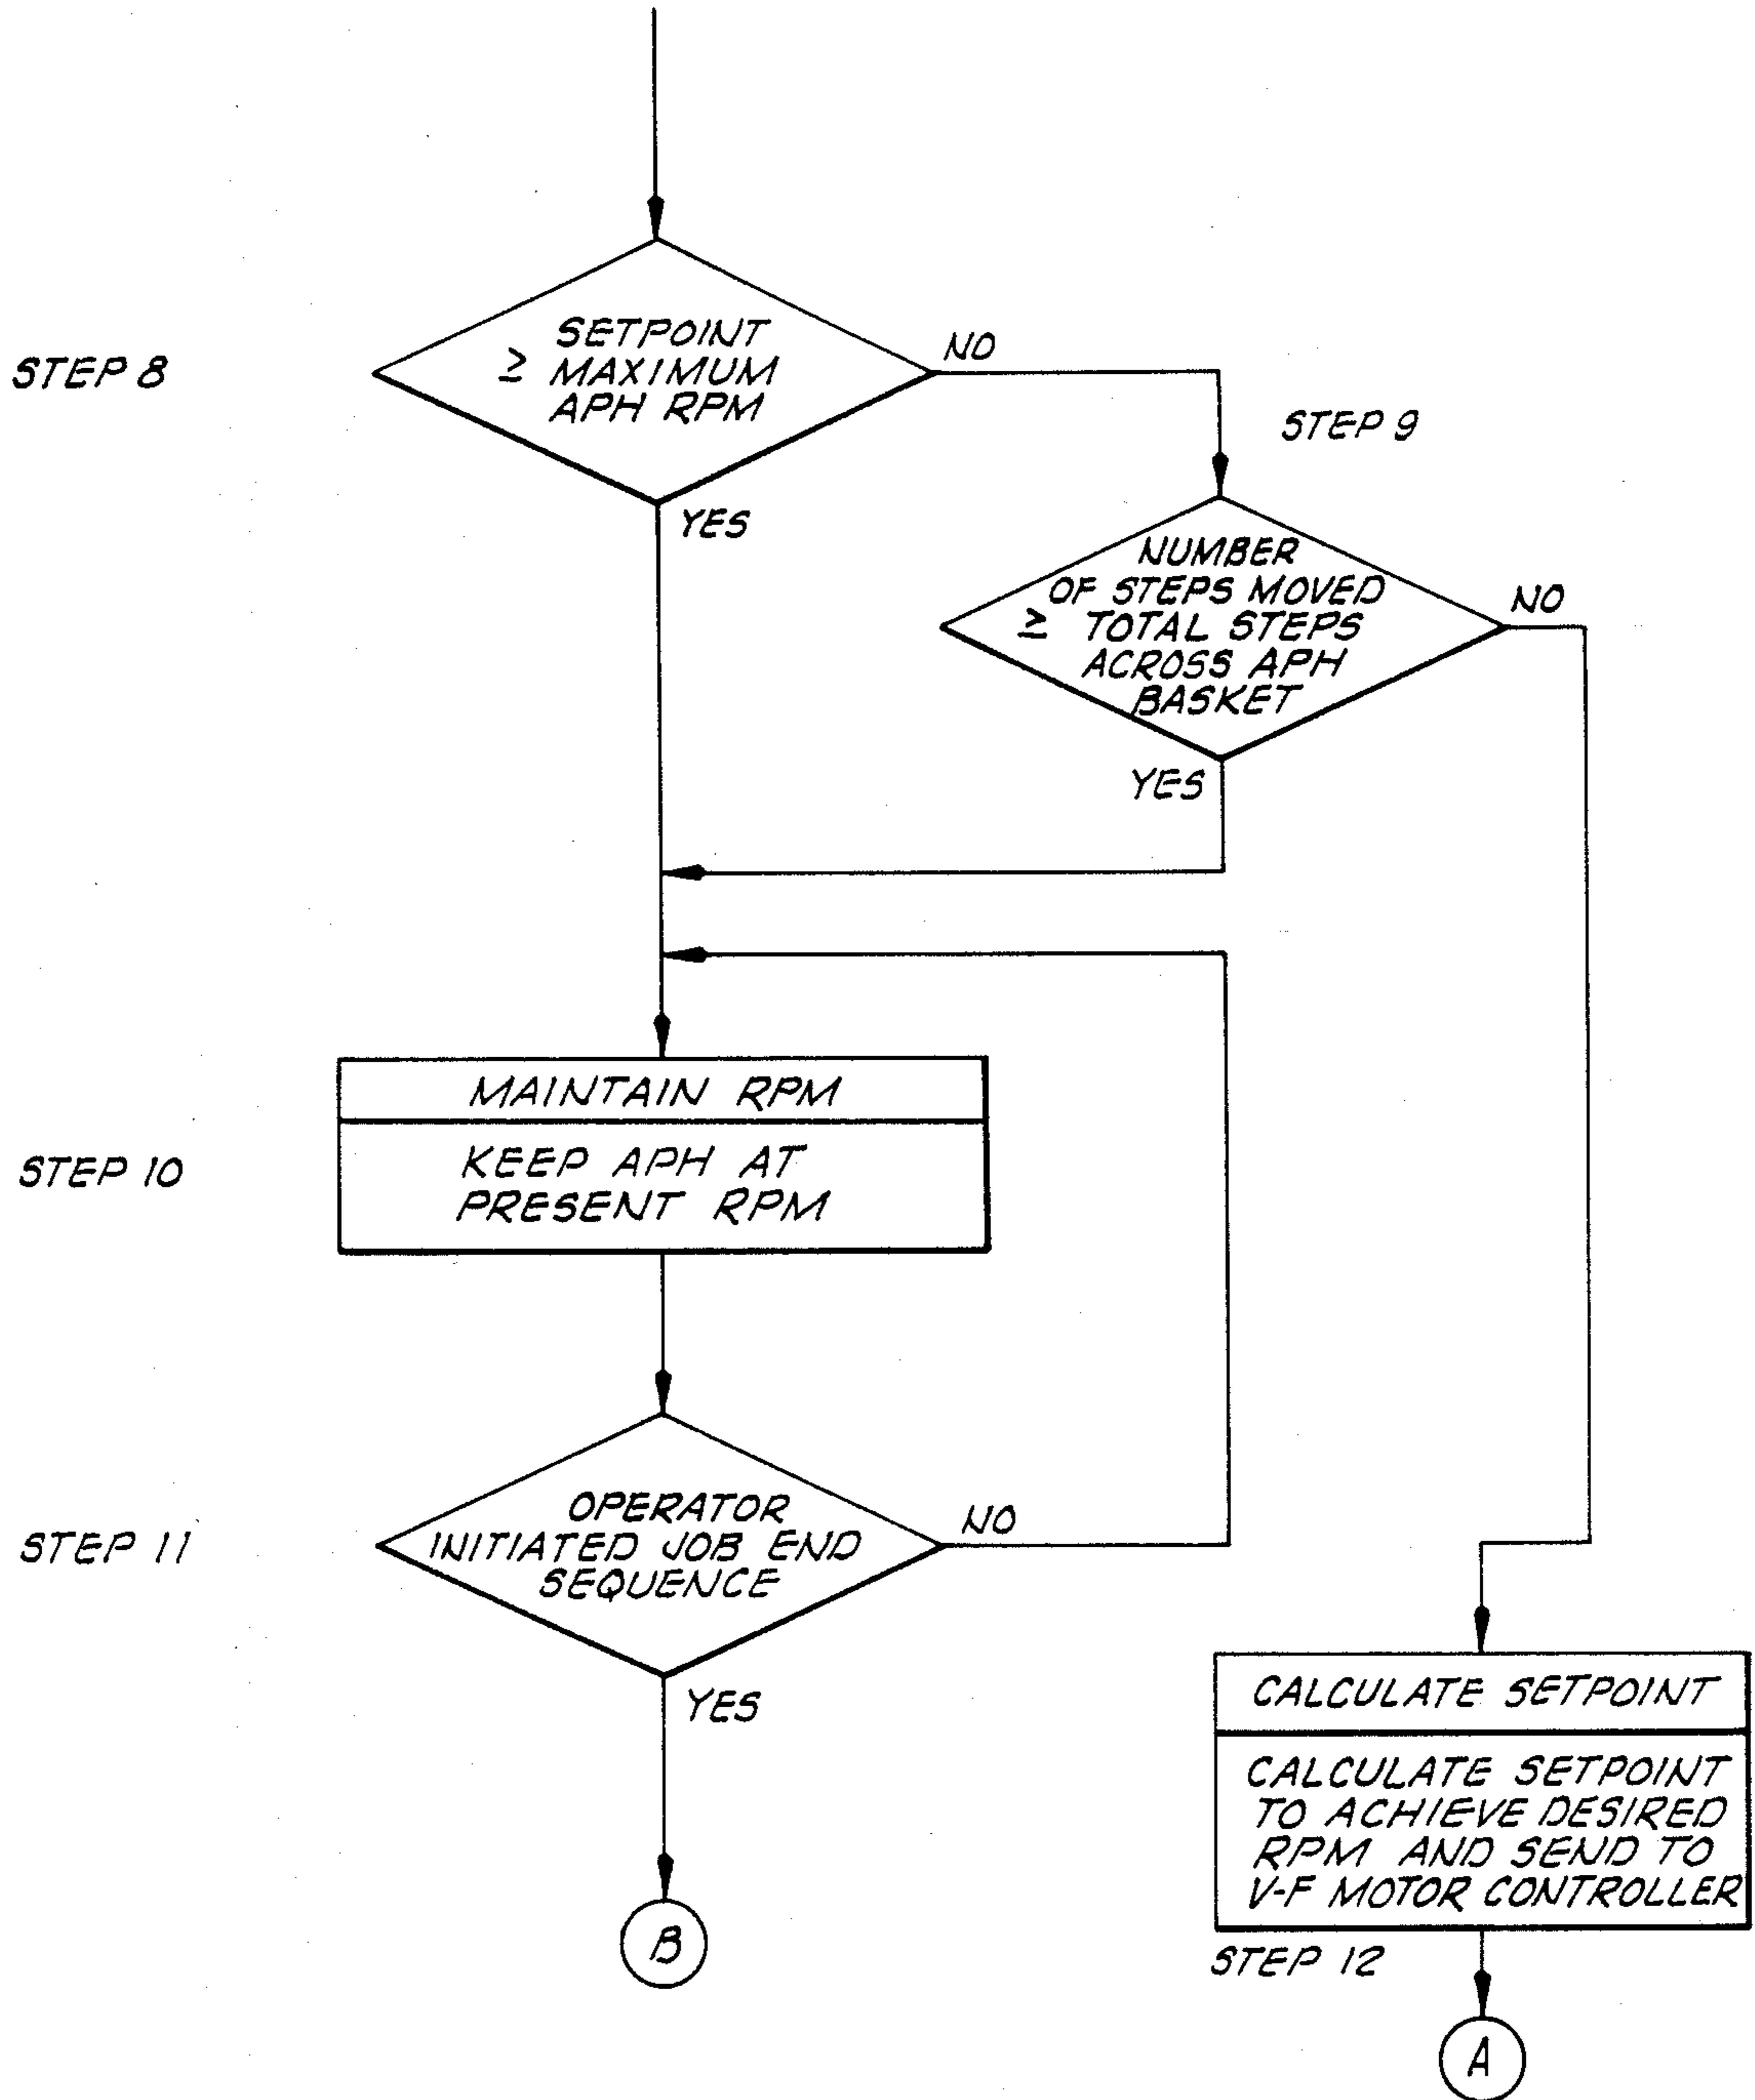 STEP 8
SETPOINT
≥ MAXIMUM
APH RPM
NO
YES
STEP 9
NUMBER
OF STEPS MOVED
≥ TOTAL STEPS
ACROSS APH
BASKET
NO
YES
MAINTAIN RPM
STEP 10
KEEP APH AT
PRESENT RPM
STEP 11
OPERATOR
INITIATED JOB END
SEQUENCE
NO
YES
B
CALCULATE SETPOINT
CALCULATE SETPOINT
TO ACHIEVE DESIRED
RPM AND SEND TO
V-F MOTOR CONTROLLER
STEP 12
A